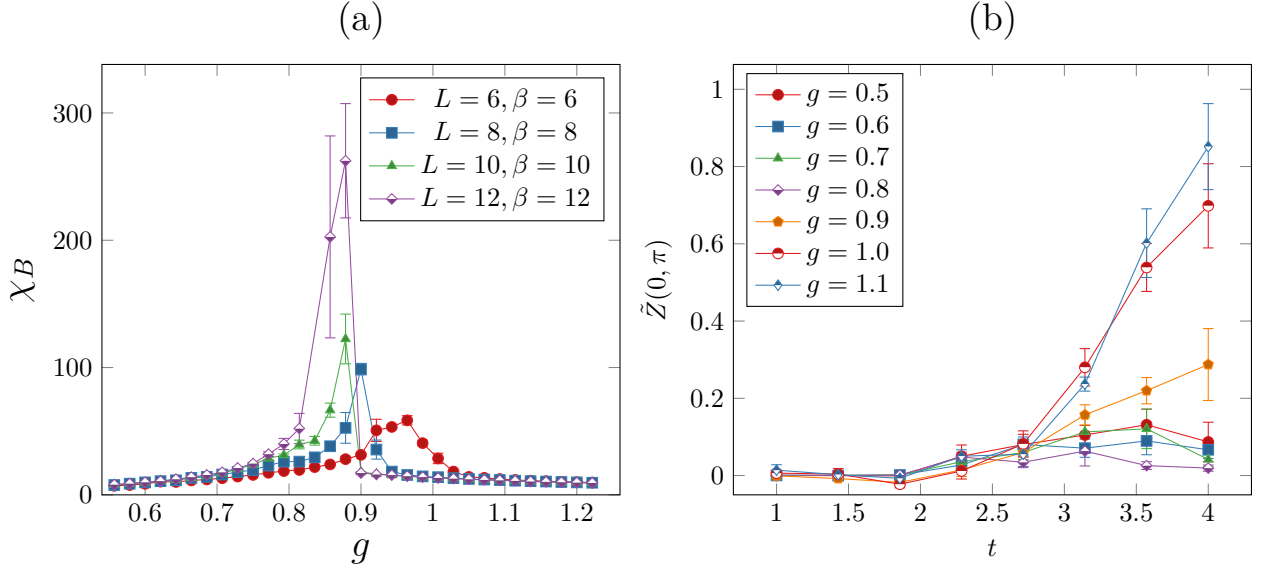 (a)
300
200
100
0
χ_B
0.6 0.7 0.8 0.9 1 1.1 1.2
g
L = 6, β = 6
L = 8, β = 8
L = 10, β = 10
L = 12, β = 12
(b)
1
0.8
0.6
0.4
0.2
0
Z̃(0, π)
1 1.5 2 2.5 3 3.5 4
t
g = 0.5
g = 0.6
g = 0.7
g = 0.8
g = 0.9
g = 1.0
g = 1.1